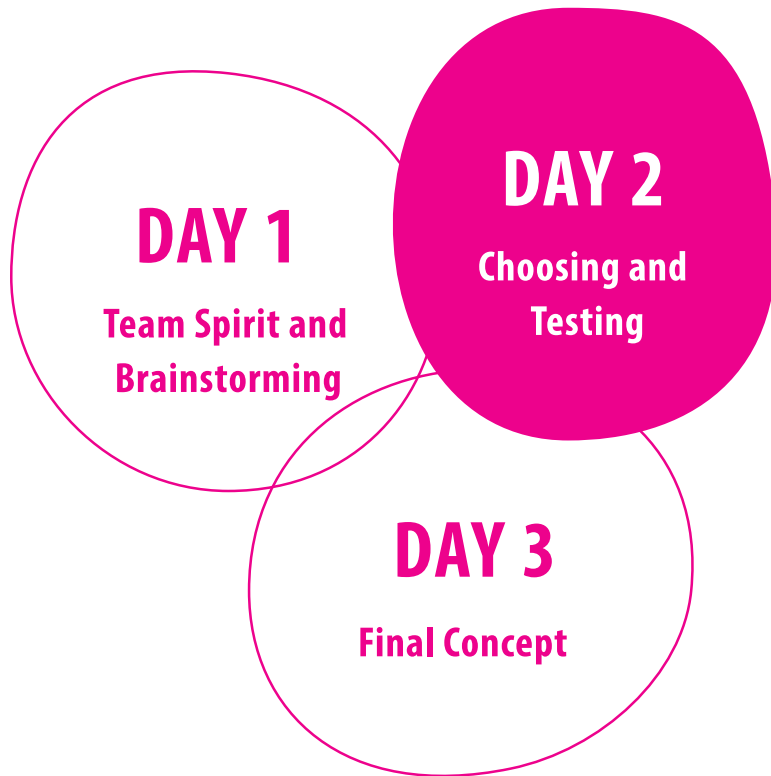 DAY 1
Team Spirit and
Brainstorming
DAY 2
Choosing and
Testing
DAY 3
Final Concept